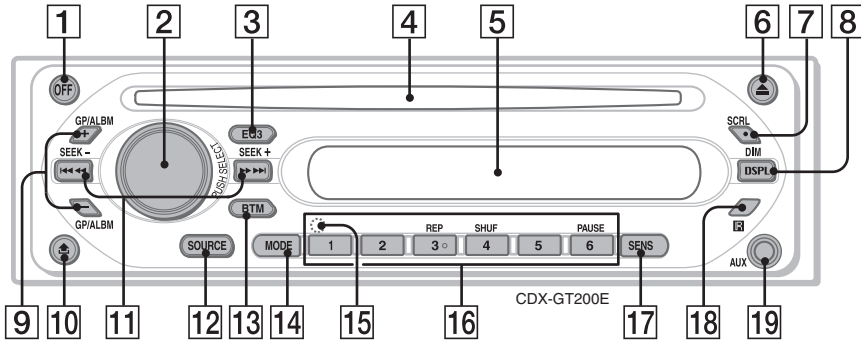 1 2 3 4 5 6 7 8
OFF
GP/ALBM
+
EQ3
SCRL
SEEK –
SEEK +
PUSH SELECT
DIM
DSPL
–
BTM
GP/ALBM
REP SHUF PAUSE
SOURCE MODE 1 2 3 4 5 6 SENS
IR
AUX
CDX-GT200E
9 10 11 12 13 14 15 16 17 18 19